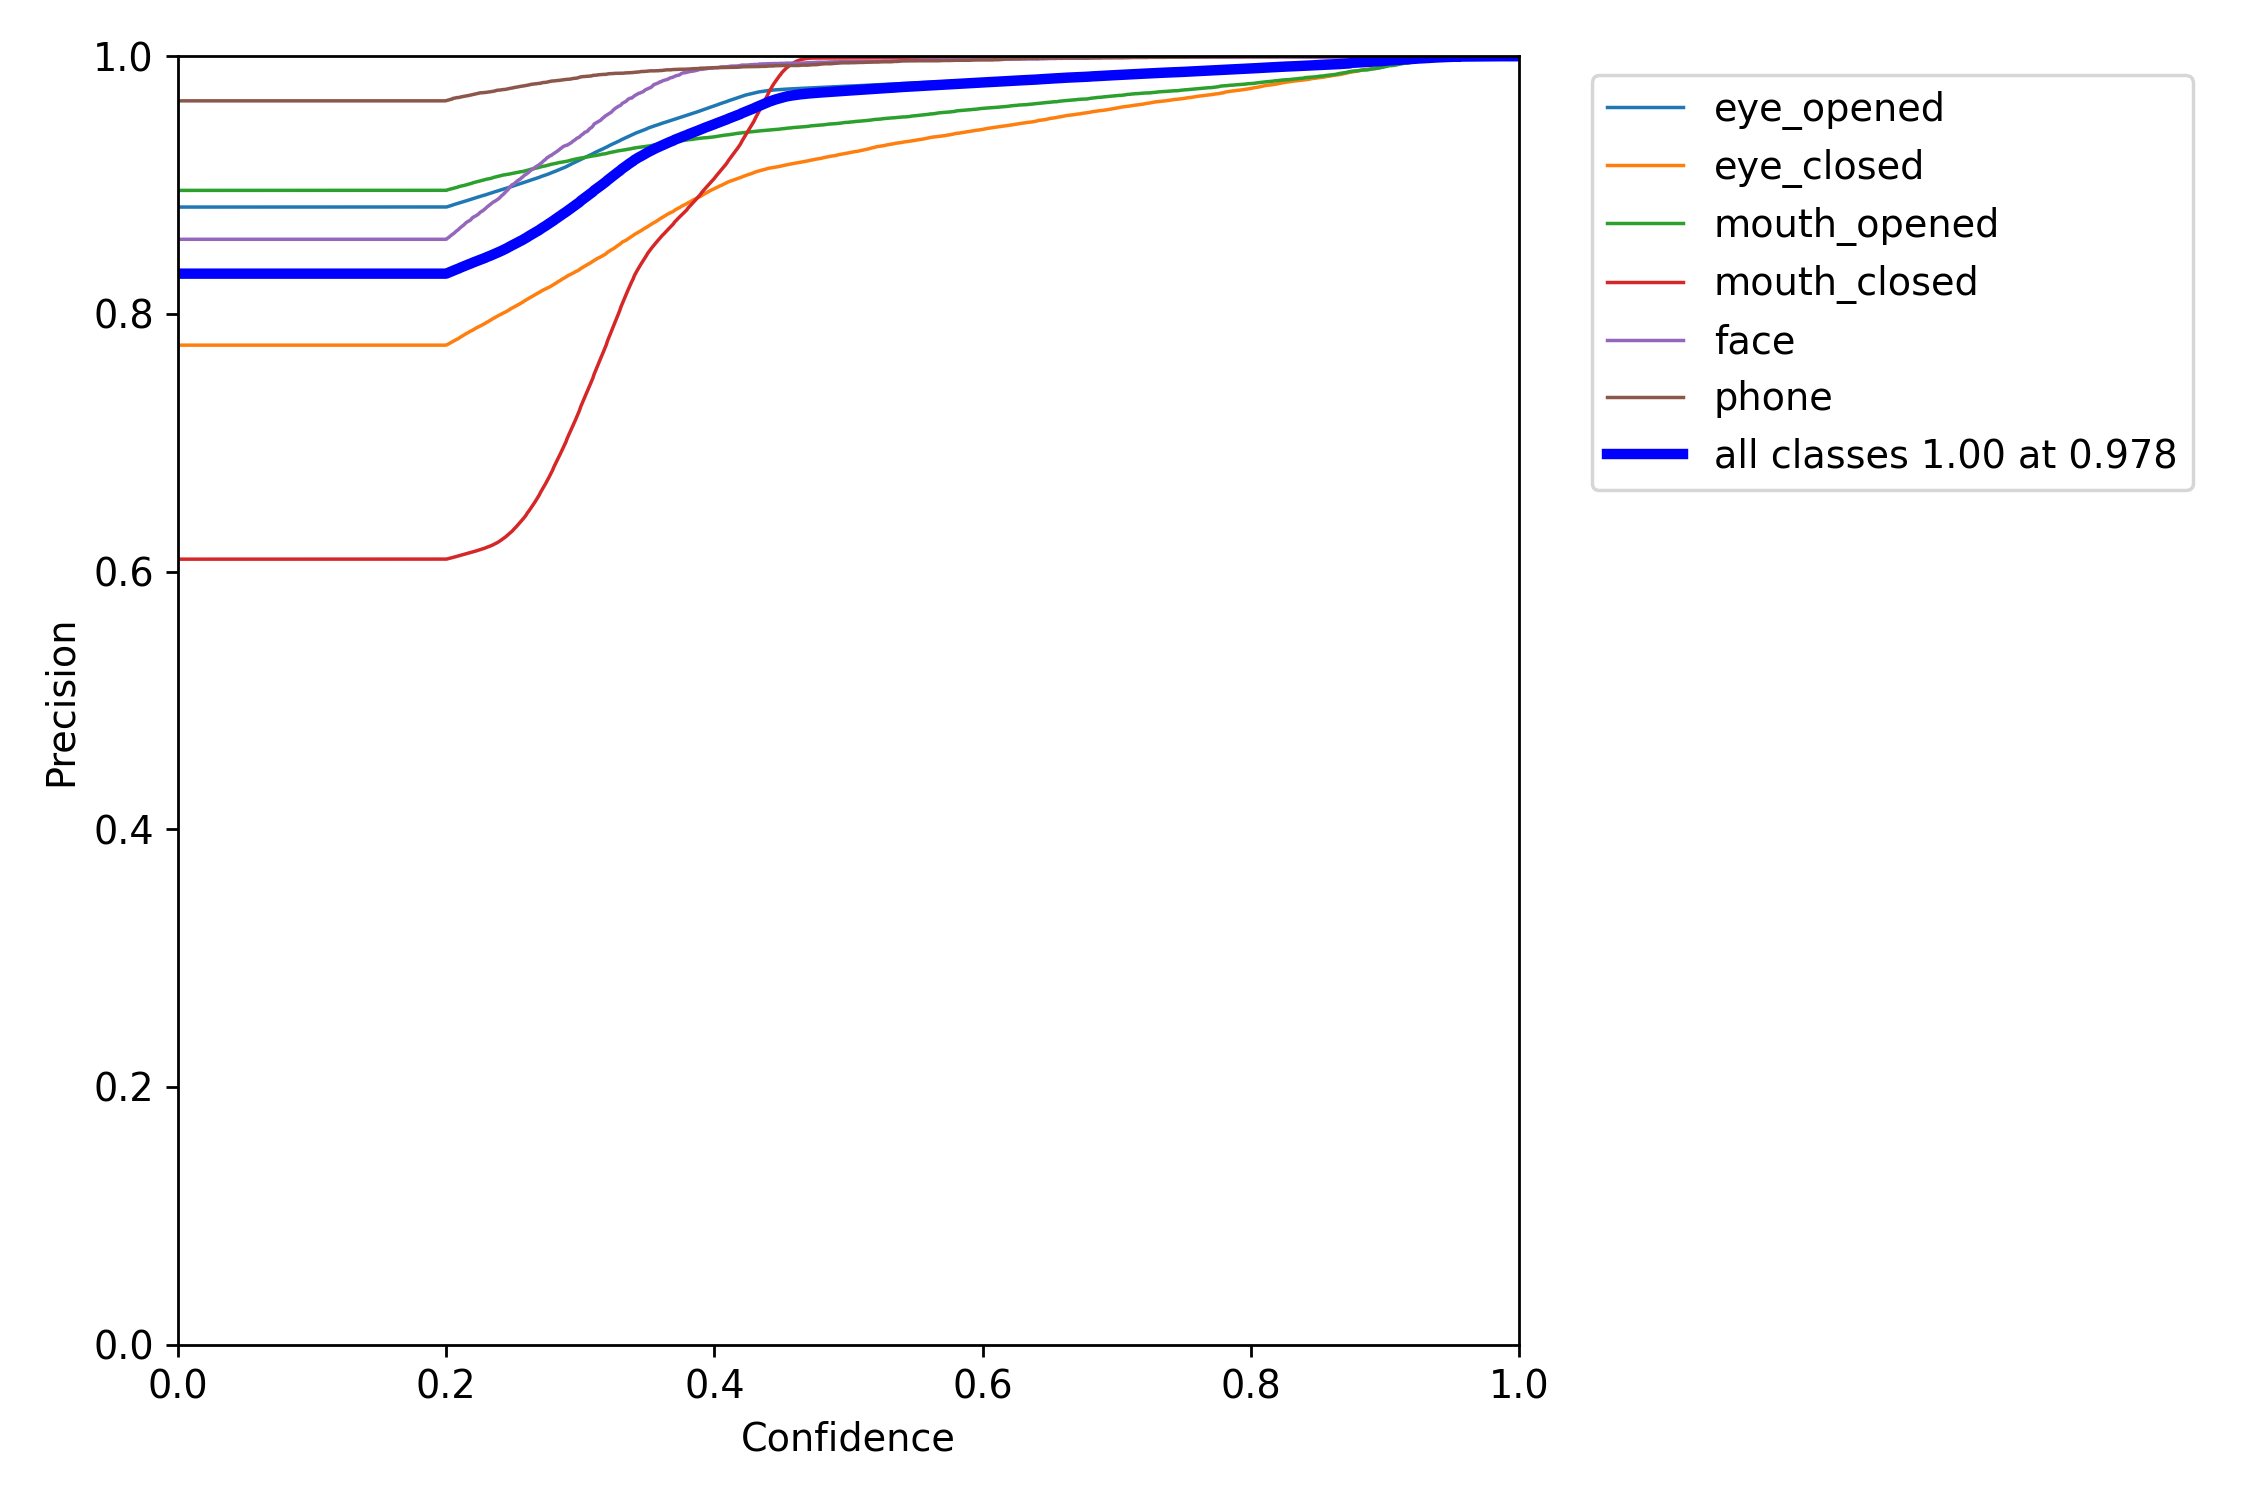 1.0
0.8
0.6
0.4
0.2
0.0
Precision
0.0 0.2 0.4 0.6 0.8 1.0
Confidence
eye_opened
eye_closed
mouth_opened
mouth_closed
face
phone
all classes 1.00 at 0.978